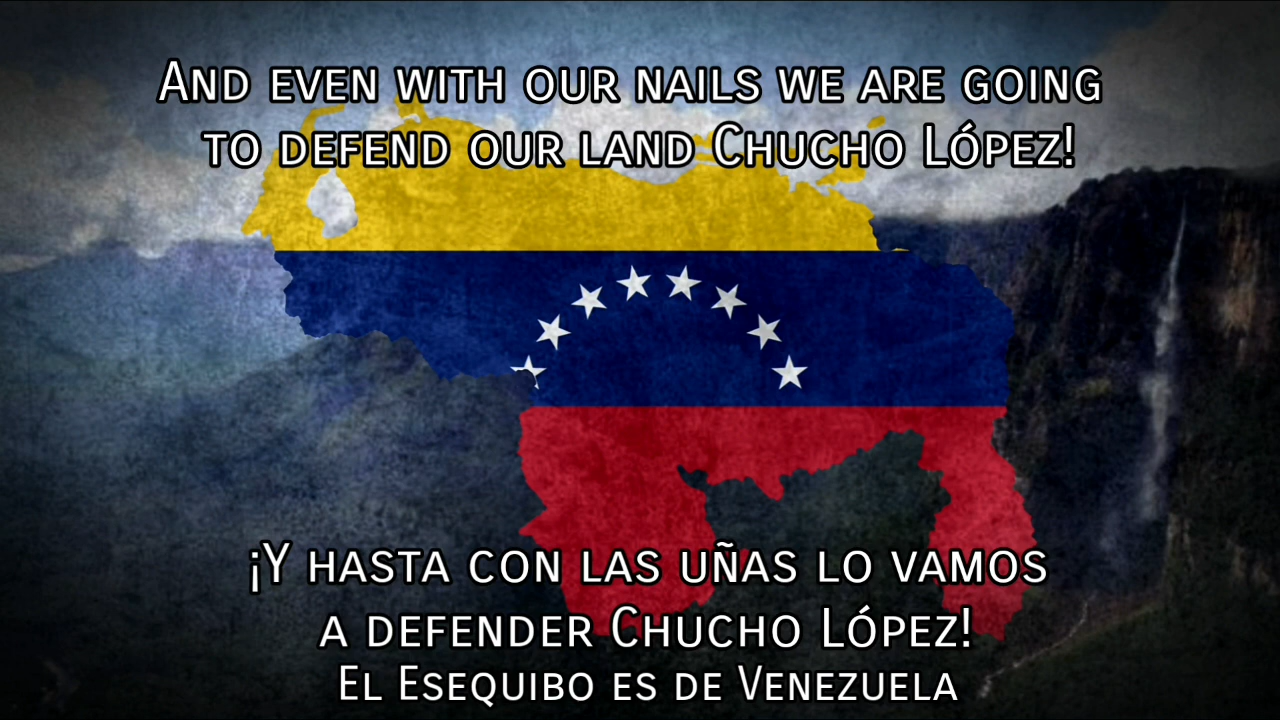 And even with our nails we are going
to defend our land Chucho López!
¡Y hasta con las uñas lo vamos
a defender Chucho López!
El Esequibo es de Venezuela